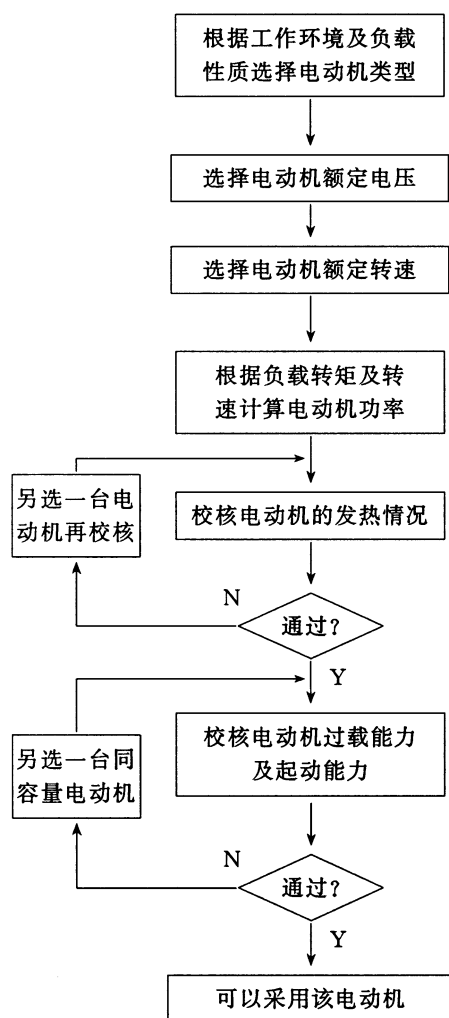 根据工作环境及负载
性质选择电动机类型
选择电动机额定电压
选择电动机额定转速
根据负载转矩及转
速计算电动机功率
另选一台电
动机再校核
校核电动机的发热情况
N
通过?
Y
另选一台同
容量电动机
校核电动机过载能力
及起动能力
N
通过?
Y
可以采用该电动机